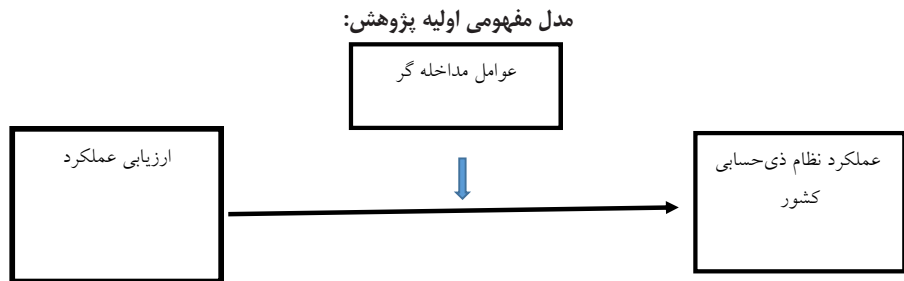 مدل مفهومی اولیه پژوهش:
عوامل مداخله گر
عملکرد نظام ذی‌حسابی
کشور
ارزیابی عملکرد